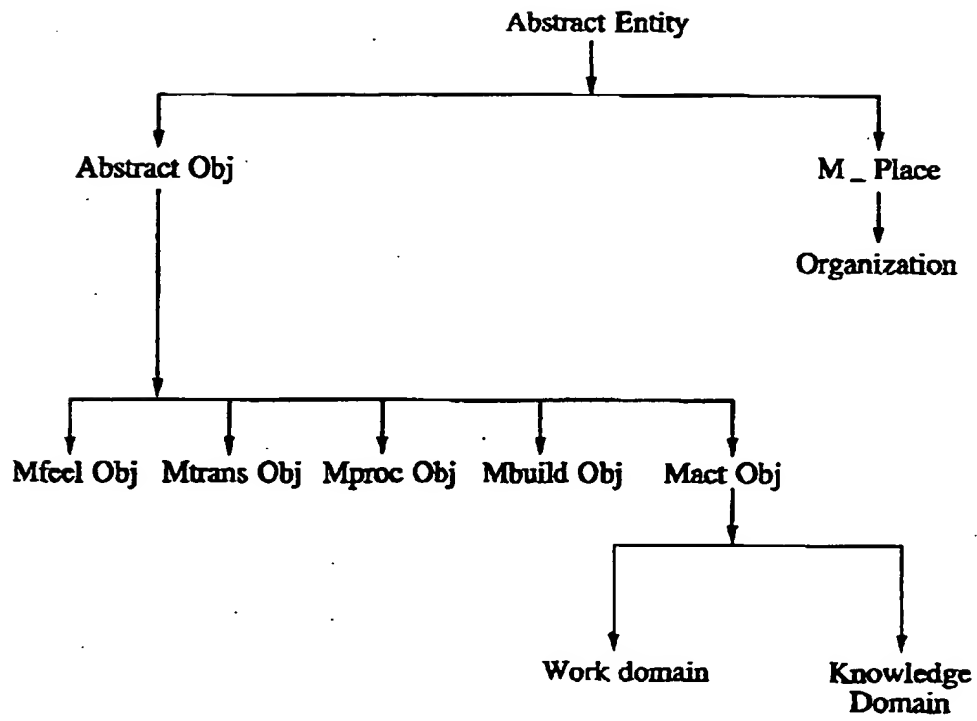 Abstract Entity
Abstract Obj
M _ Place
Organization
Mfeel Obj
Mtrans Obj
Mproc Obj
Mbuild Obj
Mact Obj
Work domain
Knowledge
Domain